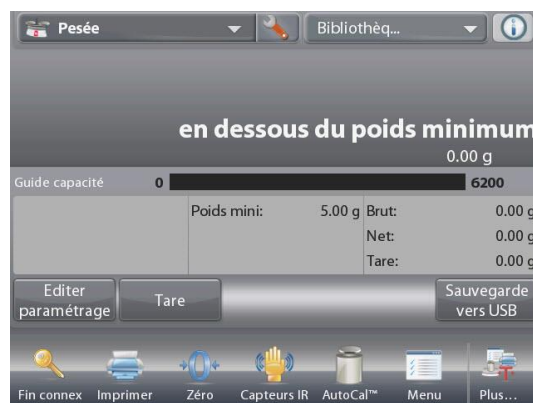 Pesée Bibliothèq...
en dessous du poids minimum
0.00 g
Guide capacité 0 6200
Poids mini: 5.00 g Brut: 0.00 g
Net: 0.00 g
Tare: 0.00 g
Editer paramétrage Tare Sauvegarde vers USB
Fin connex Imprimer Zéro Capteurs IR AutoCal™ Menu Plus...